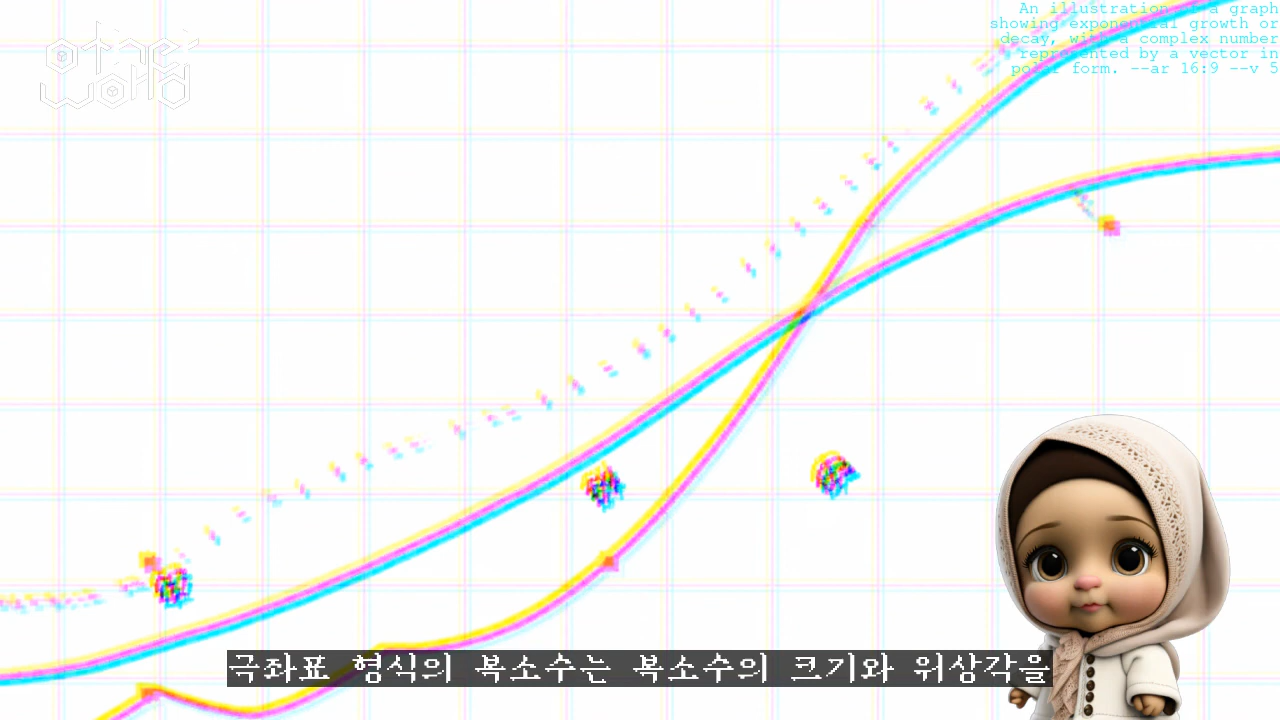 other
world
An illustration of a graph
showing exponential growth or
decay, with a complex number
represented by a vector in
polar form. --ar 16:9 --v 5
극좌표 형식의 복소수는 복소수의 크기와 위상각을